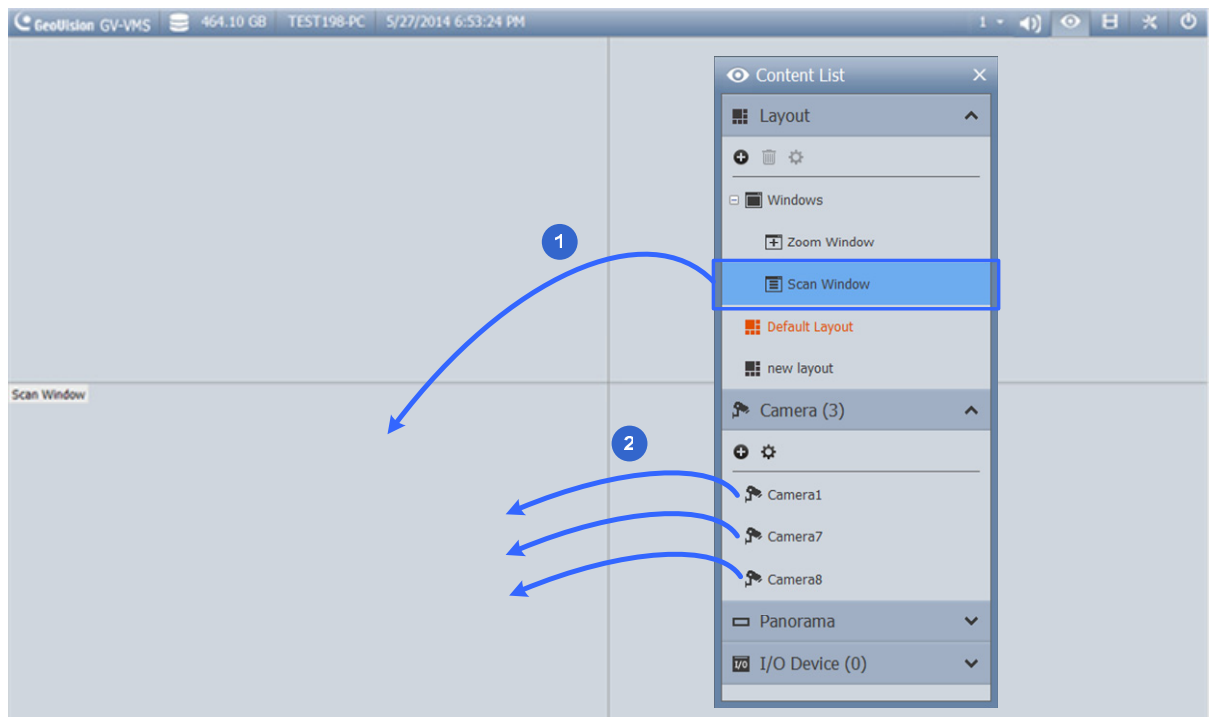 GeoVision GV-VMS 464.10 GB TEST198-PC 5/27/2014 6:53:24 PM 1
Content List
Layout
Windows
1
Zoom Window
Scan Window
Default Layout
new layout
Scan Window
Camera (3)
2
Camera1
Camera7
Camera8
Panorama
I/O I/O Device (0)